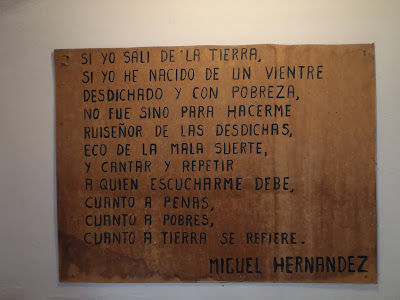 SI YO SALI DE LA TIERRA,
SI YO HE NACIDO DE UN VIENTRE
DESDICHADO Y CON POBREZA,
NO FUE SINO PARA HACERME
RUISEÑOR DE LAS DESDICHAS,
ECO DE LA MALA SUERTE,
Y CANTAR Y REPETIR
A QUIEN ESCUCHARME DEBE,
CUANTO A PENAS,
CUANTO A POBRES,
CUANTO A TIERRA SE REFIERE.
MIGUEL HERNANDEZ